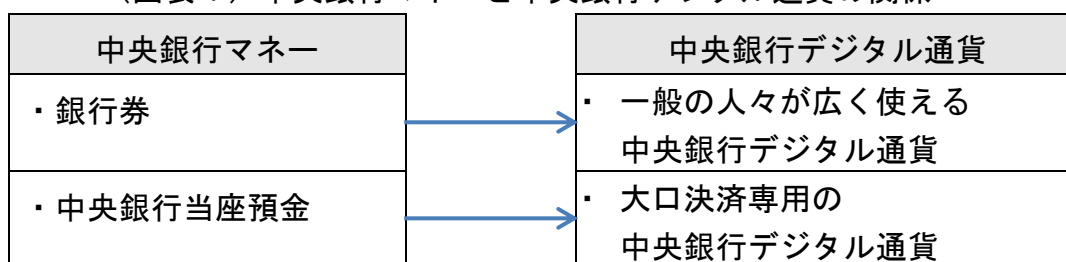 中央銀行マネー
中央銀行デジタル通貨
・銀行券
・ 一般の人々が広く使える
中央銀行デジタル通貨
・中央銀行当座預金
・ 大口決済専用の
中央銀行デジタル通貨